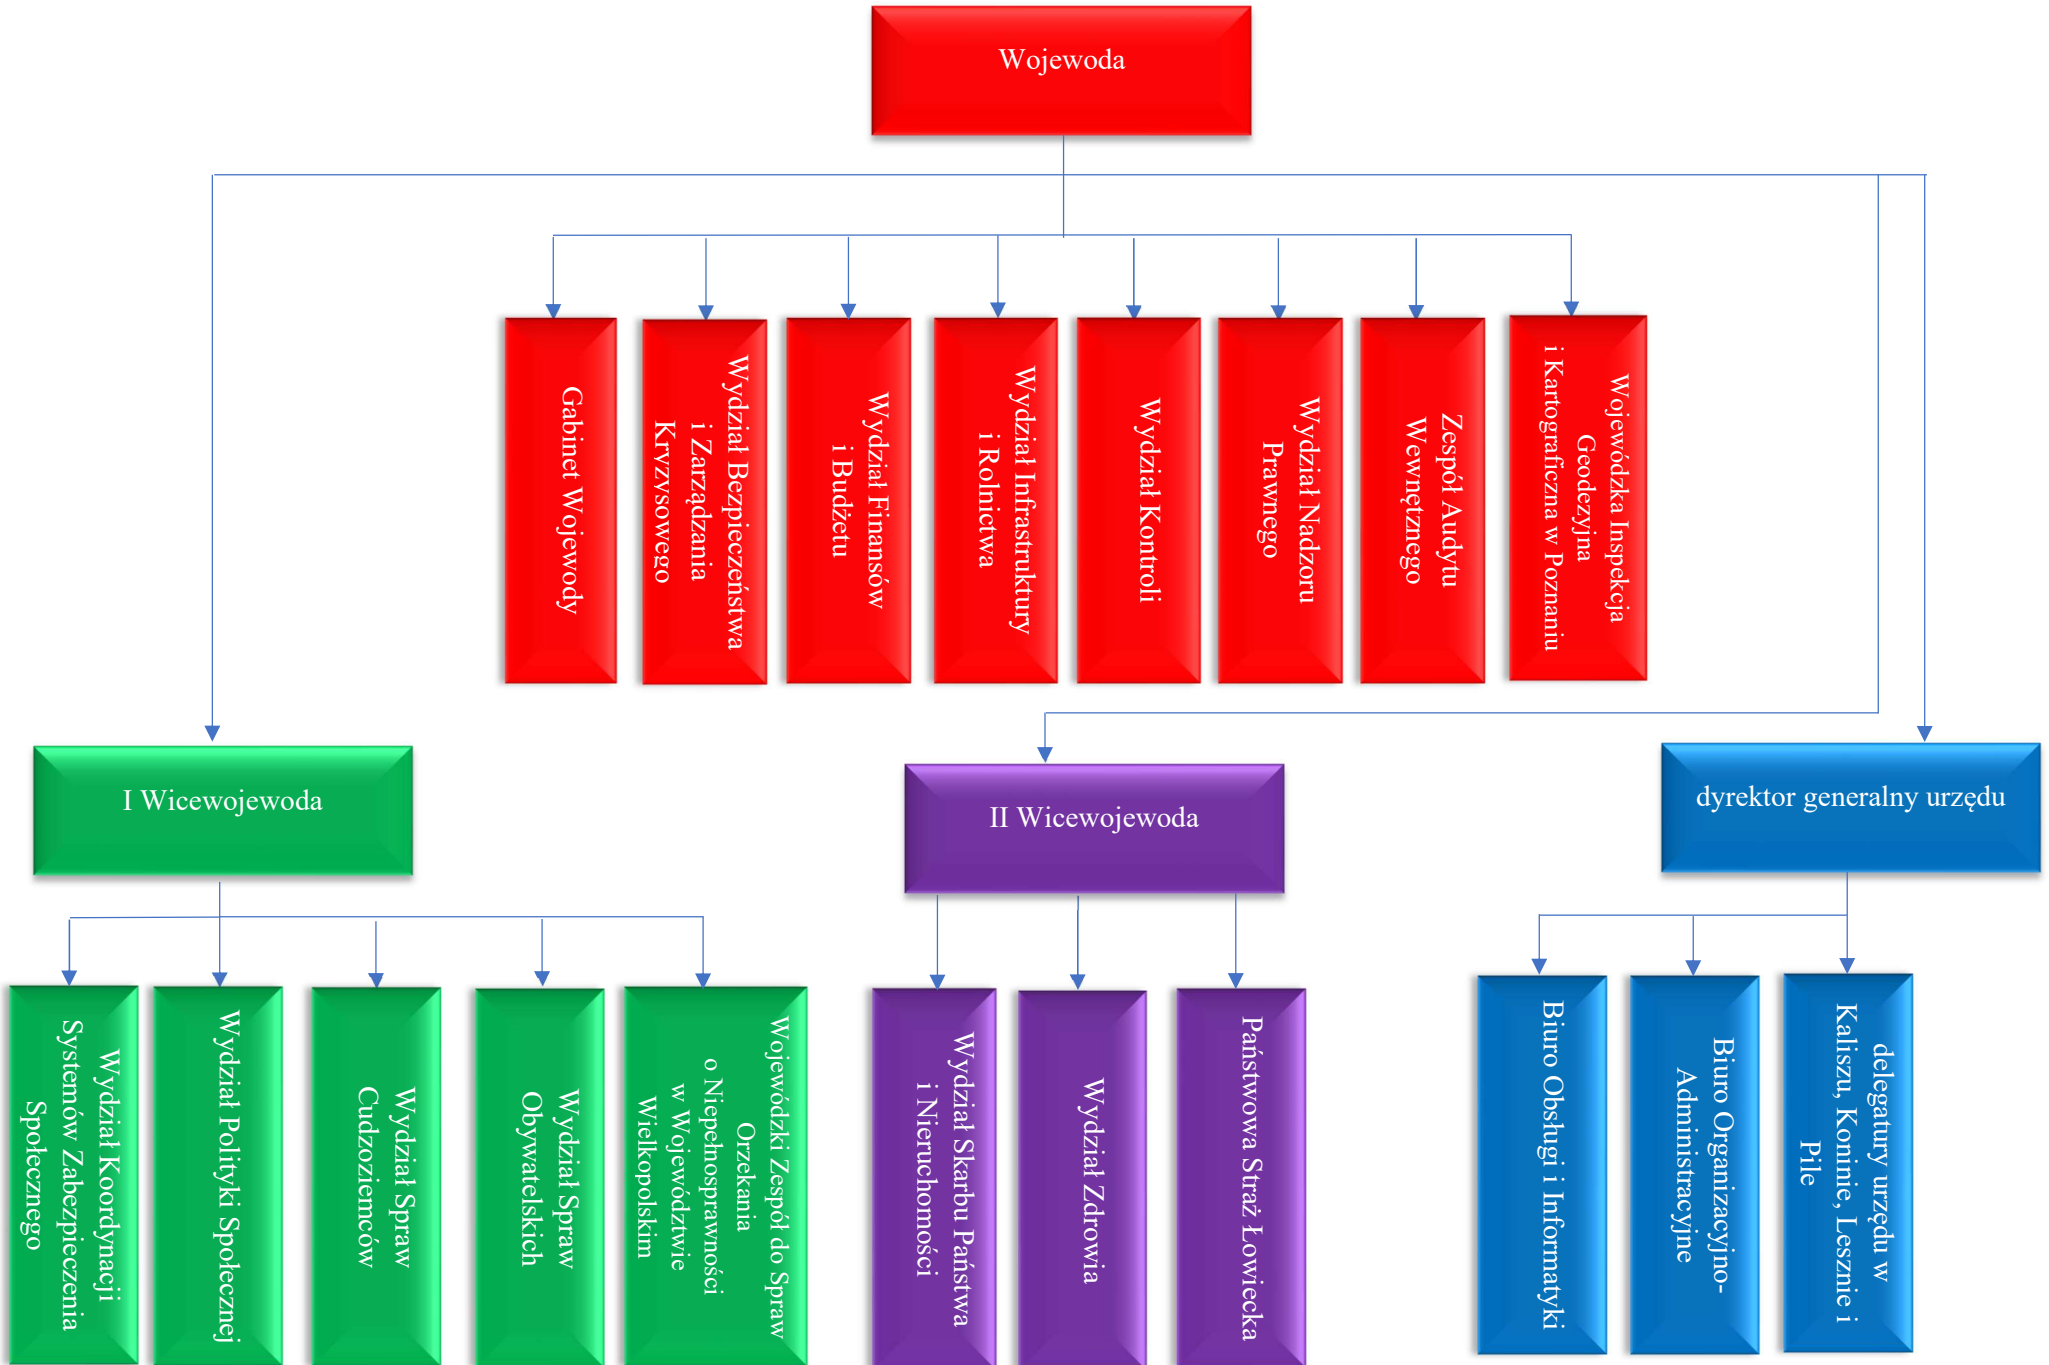 Wojewoda
Gabinet Wojewody
Wydział Bezpieczeństwa
i Zarządzania
Kryzysowego
Wydział Finansów
i Budżetu
Wydział Infrastruktury
i Rolnictwa
Wydział Kontroli
Wydział Nadzoru
Prawnego
Zespół Audytu
Wewnętznego
Wojewódzka Inspekcja
Geodezyjna
i Kartograficzna w Poznaniu
I Wicewojewoda
II Wicewojewoda
dyrektor generalny urzędu
Wydział Koordynacji
Systemów Zabezpieczenia
Społecznego
Wydział Polityki Społecznej
Wydział Spraw
Cudzoziemców
Wydział Spraw
Obywatelskich
Wojewódzki Zespół do Spraw
Orzekania
o Niepełnosprawności
w Województwie
Wielkopolskim
Wydział Skarbu Państwa
i Nieruchomości
Wydział Zdrowia
Państwowa Straż Łowiecka
Biuro Obsługi i Informatyki
Biuro Organizacyjno-
Administracyjne
delegatury urzędu w
Kaliszu, Koninie, Lesznie i
Pile